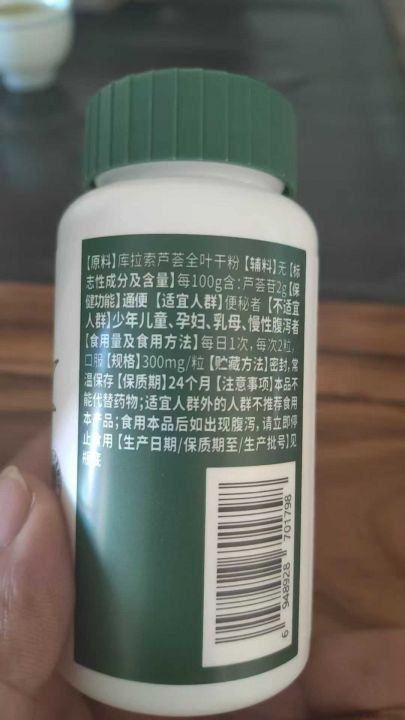 【原料】库拉索芦荟全叶干粉【辅料】无【标
志性成分及含量】每100g含:芦荟苷2g【保
健功能】通便【适宜人群】便秘者【不适宜
人群】少年儿童、孕妇、乳母、慢性腹泻者
【食用量及食用方法】每日1次,每次2粒,
口服【规格】300mg/粒【贮藏方法】密封,常
温保存【保质期】24个月【注意事项】本品不
能代替药物;适宜人群外的人群不推荐食用
本产品;食用本品后如出现腹泻,请立即停
止食用【生产日期/保质期至/生产批号】见
瓶底
6 948928 701798